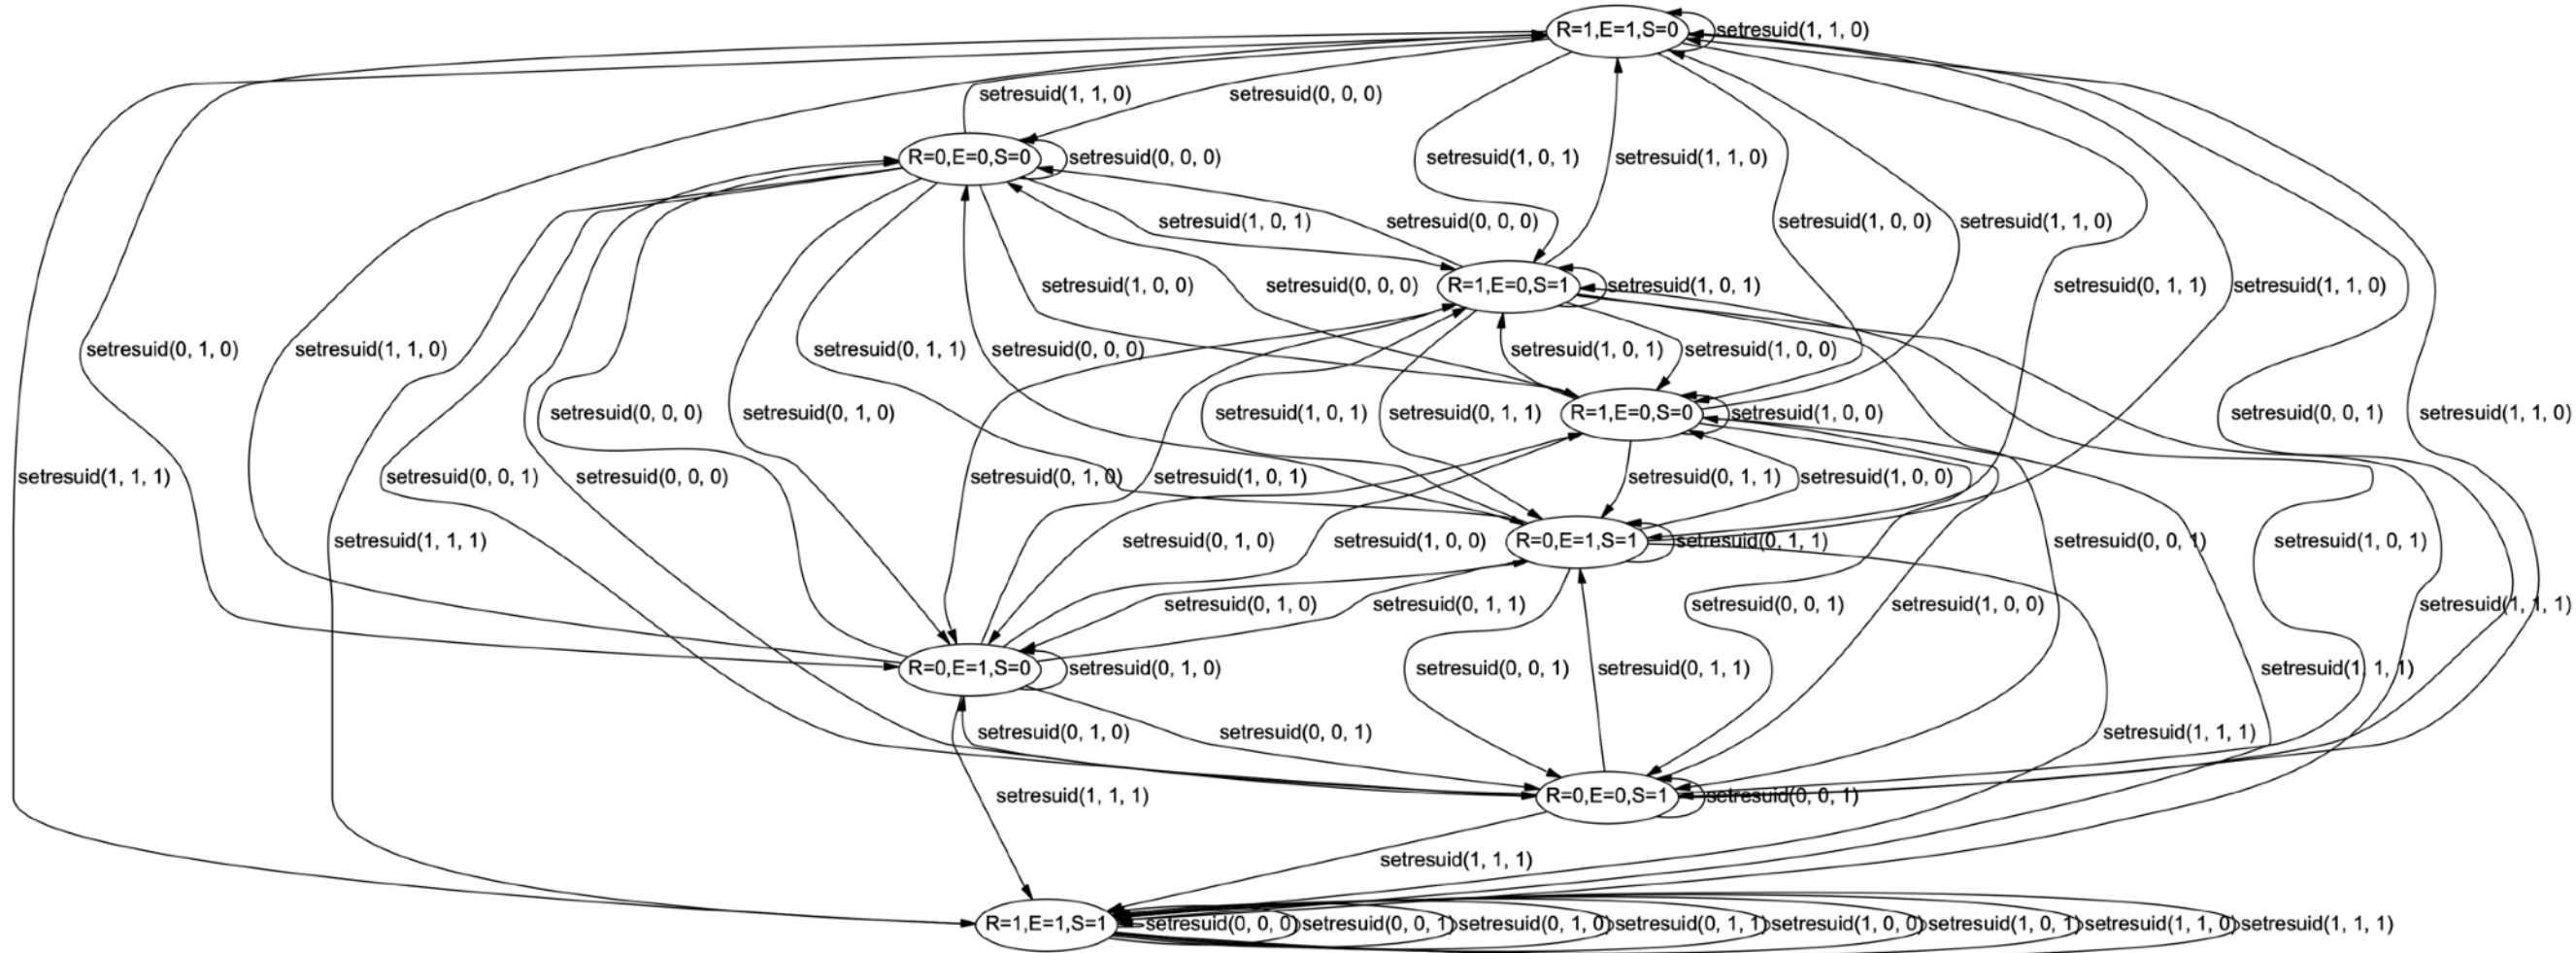 R=1,E=1,S=0
setresuid(1, 1, 0)
setresuid(1, 1, 0)
setresuid(0, 0, 0)
R=0,E=0,S=0
setresuid(0, 0, 0)
setresuid(1, 0, 1)
setresuid(1, 1, 0)
setresuid(1, 0, 1)
setresuid(0, 0, 0)
setresuid(1, 0, 0)
setresuid(1, 1, 0)
setresuid(1, 0, 0)
setresuid(0, 0, 0)
R=1,E=0,S=1
setresuid(1, 0, 1)
setresuid(0, 1, 1)
setresuid(1, 1, 0)
setresuid(0, 1, 0)
setresuid(1, 1, 0)
setresuid(0, 1, 1)
setresuid(0, 0, 0)
setresuid(1, 0, 1)
setresuid(1, 0, 0)
setresuid(0, 0, 0)
setresuid(0, 1, 0)
setresuid(1, 0, 1)
setresuid(0, 1, 1)
R=1,E=0,S=0
setresuid(1, 0, 0)
setresuid(0, 0, 1)
setresuid(1, 1, 0)
setresuid(1, 1, 1)
setresuid(0, 0, 1)
setresuid(0, 0, 0)
setresuid(0, 1, 0)
setresuid(1, 0, 1)
setresuid(0, 1, 1)
setresuid(1, 0, 0)
setresuid(1, 1, 1)
setresuid(0, 1, 0)
setresuid(1, 0, 0)
R=0,E=1,S=1
setresuid(0, 1, 1)
setresuid(0, 0, 1)
setresuid(1, 0, 1)
setresuid(0, 1, 0)
setresuid(0, 1, 1)
setresuid(0, 0, 1)
setresuid(1, 0, 0)
setresuid(1, 1, 1)
R=0,E=1,S=0
setresuid(0, 1, 0)
setresuid(0, 0, 1)
setresuid(0, 1, 1)
setresuid(1, 1, 1)
setresuid(0, 1, 0)
setresuid(0, 0, 1)
setresuid(1, 1, 1)
setresuid(1, 1, 1)
R=0,E=0,S=1
setresuid(0, 0, 1)
setresuid(1, 1, 1)
R=1,E=1,S=1
setresuid(0, 0, 0)
setresuid(0, 0, 1)
setresuid(0, 1, 0)
setresuid(0, 1, 1)
setresuid(1, 0, 0)
setresuid(1, 0, 1)
setresuid(1, 1, 0)
setresuid(1, 1, 1)